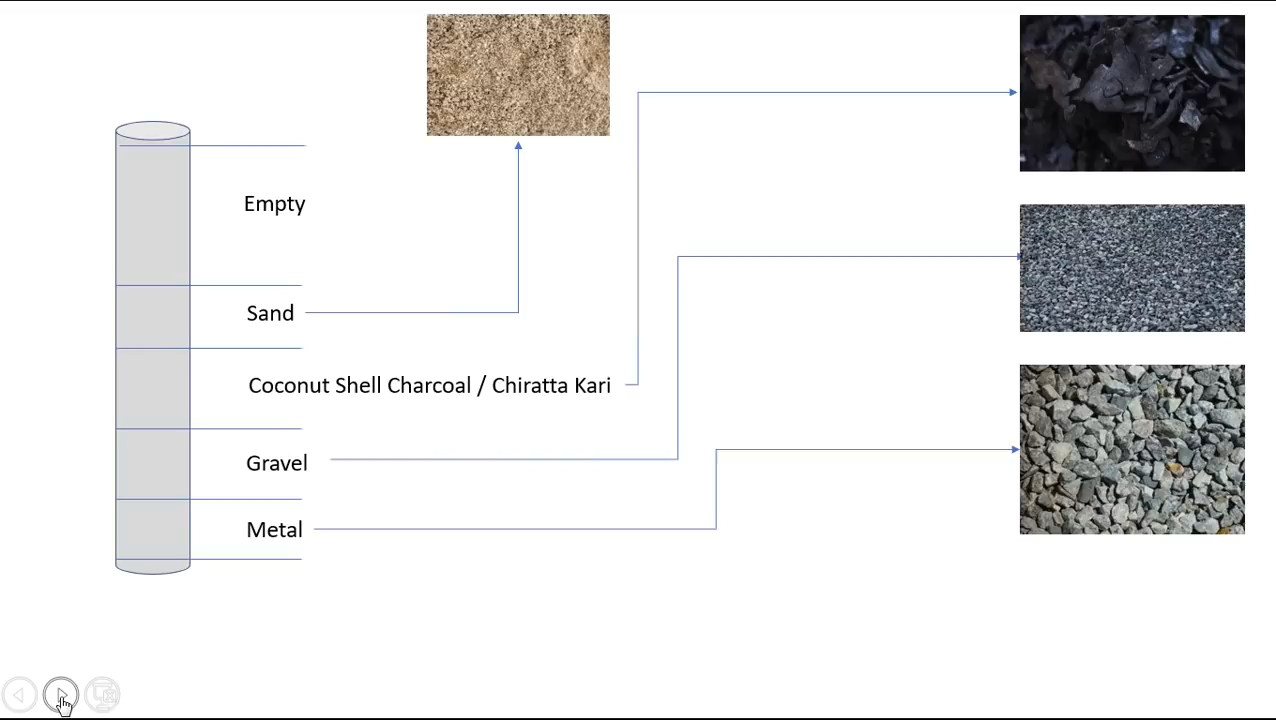 Empty
Sand
Coconut Shell Charcoal / Chiratta Kari
Gravel
Metal